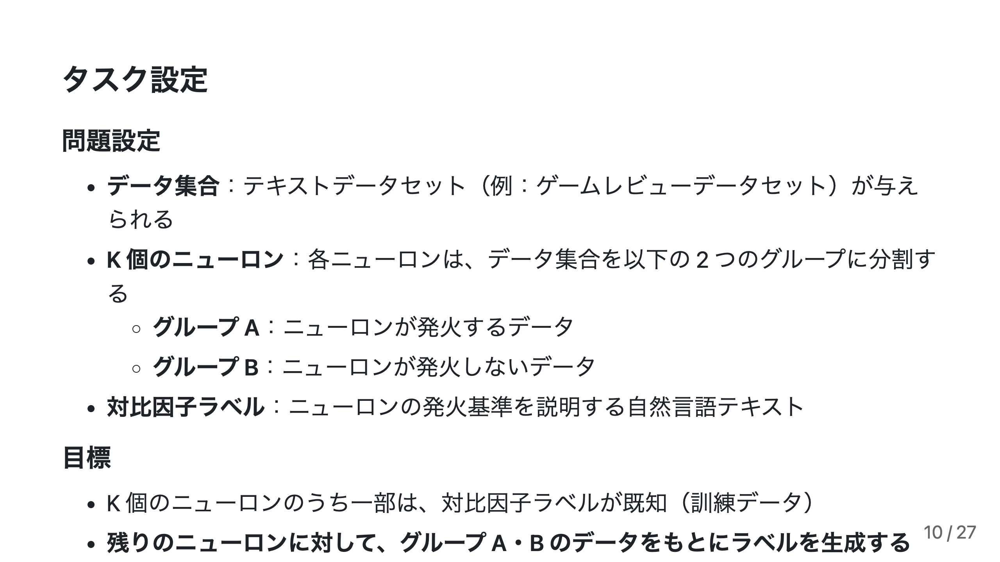 タスク設定
問題設定
• データ集合：テキストデータセット（例：ゲームレビューデータセット）が与え
られる
• K 個のニューロン：各ニューロンは、データ集合を以下の 2 つのグループに分割す
る
◦ グループ A：ニューロンが発火するデータ
◦ グループ B：ニューロンが発火しないデータ
• 対比因子ラベル：ニューロンの発火基準を説明する自然言語テキスト
目標
• K 個のニューロンのうち一部は、対比因子ラベルが既知（訓練データ）
• 残りのニューロンに対して、グループ A・B のデータをもとにラベルを生成する
10 / 27